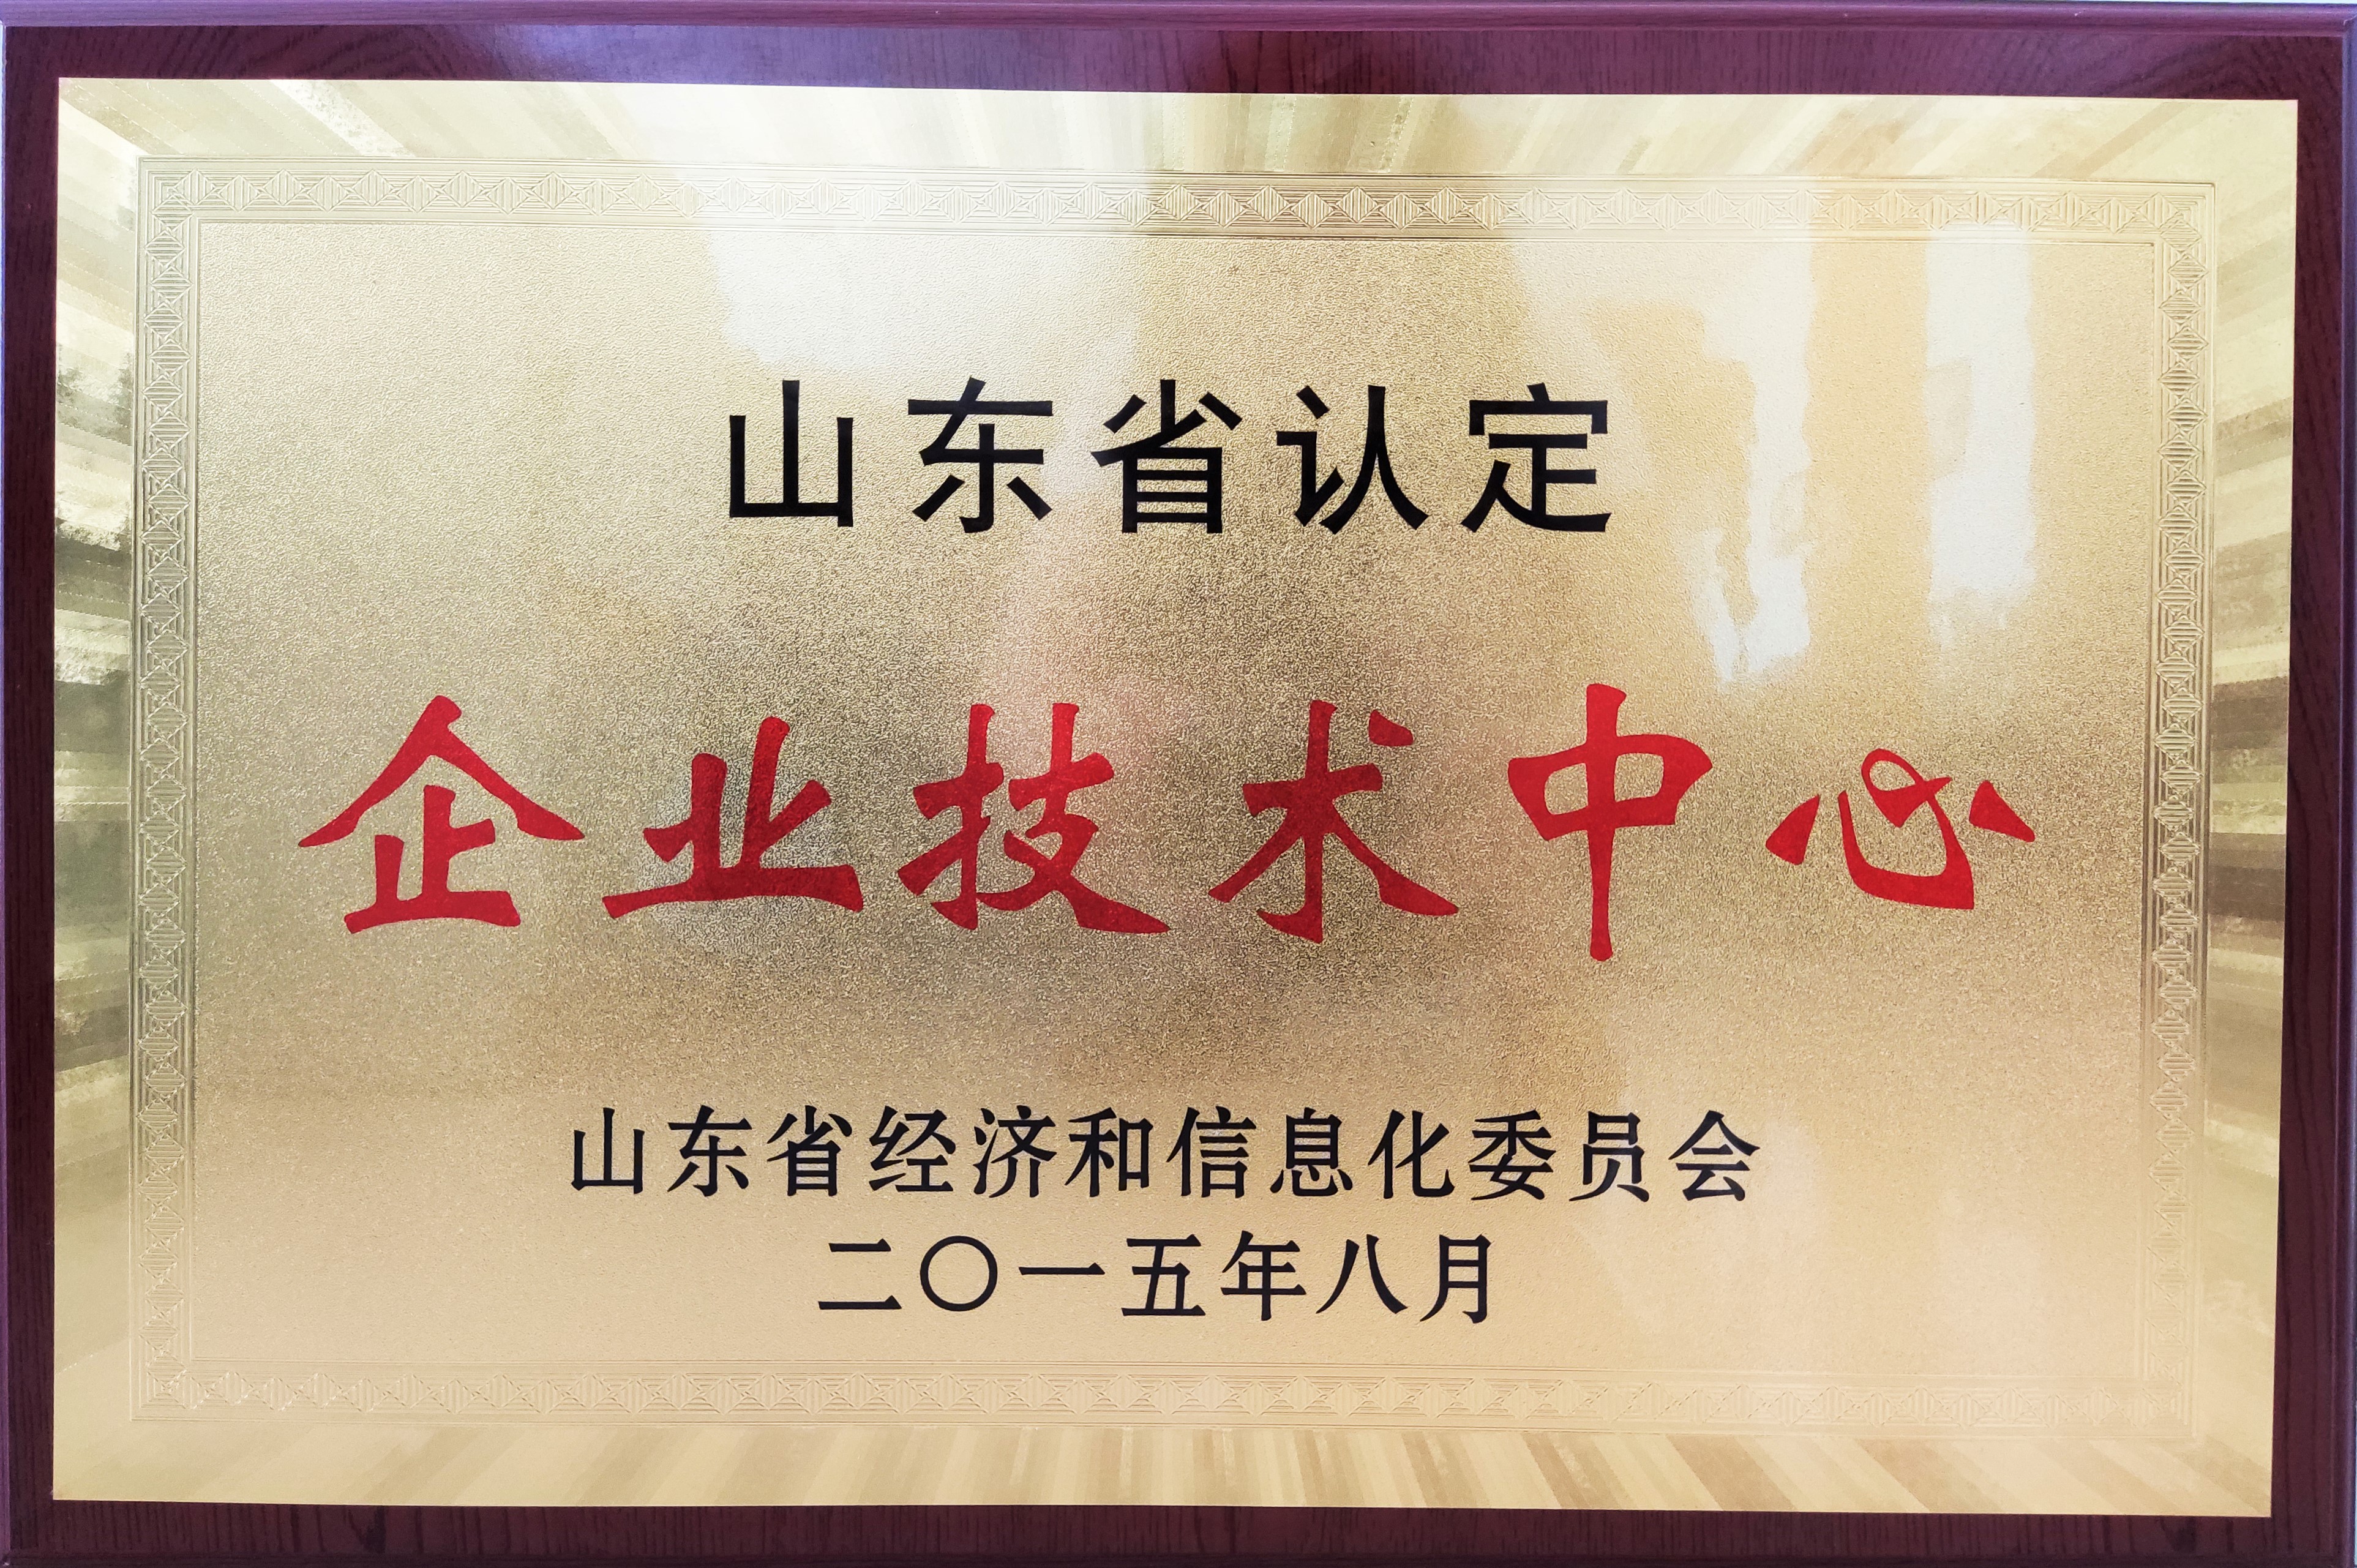 山东省认定
企业技术中心
山东省经济和信息化委员会
二〇一五年八月